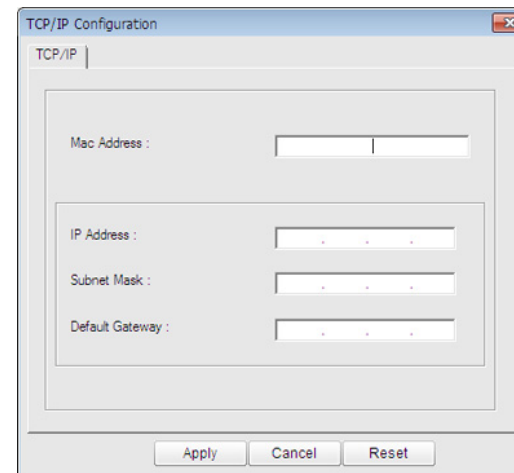 TCP/IP Configuration
TCP/IP
Mac Address :
IP Address :
. . .
Subnet Mask :
. . .
Default Gateway :
. . .
Apply Cancel Reset